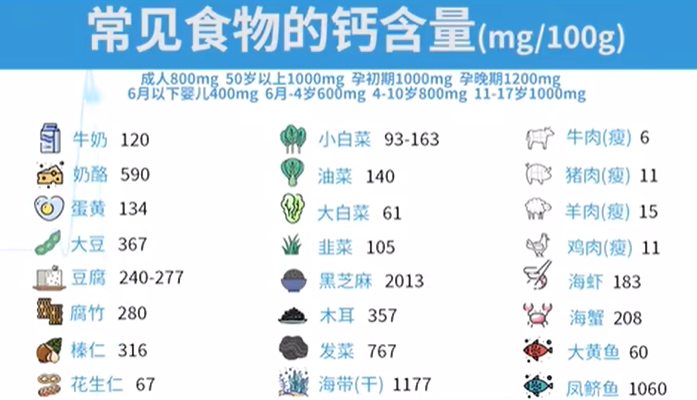 常见食物的钙含量(mg/100g)
成人800mg 50岁以上1000mg 孕初期1000mg 孕晚期1200mg
6月以下婴儿400mg 6月-4岁600mg 4-10岁800mg 11-17岁1000mg
牛奶 120 小白菜 93-163 牛肉(瘦) 6
奶酪 590 油菜 140 猪肉(瘦) 11
蛋黄 134 大白菜 61 羊肉(瘦) 15
大豆 367 韭菜 105 鸡肉(瘦) 11
豆腐 240-277 黑芝麻 2013 海虾 183
腐竹 280 木耳 357 海蟹 208
榛仁 316 发菜 767 大黄鱼 60
花生仁 67 海带(干) 1177 凤鲚鱼 1060